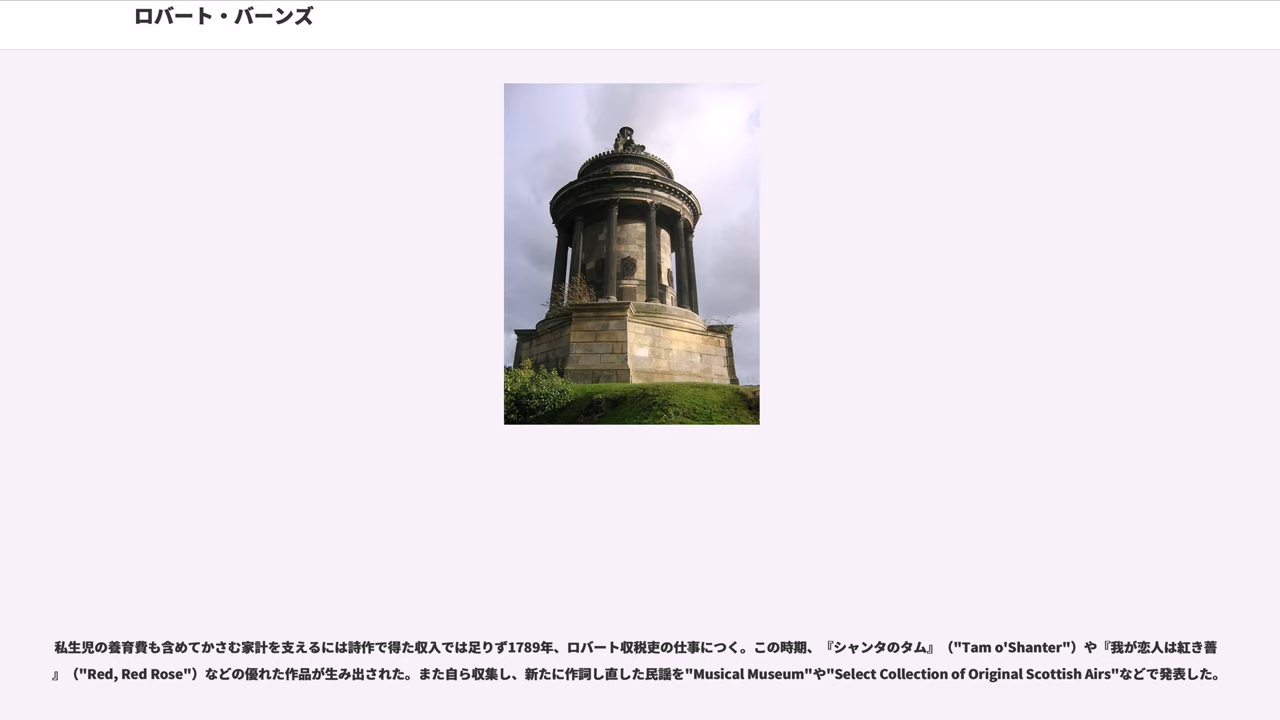 ロバート・バーンズ
私生児の養育費も含めてかさむ家計を支えるには詩作で得た収入では足りず1789年、ロバート収税吏の仕事につく。この時期、『シャンタのタム』（"Tam o'Shanter"）や『我が恋人は紅き薔
』（"Red, Red Rose"）などの優れた作品が生み出された。また自ら収集し、新たに作詞し直した民謡を"Musical Museum"や"Select Collection of Original Scottish Airs"などで発表した。